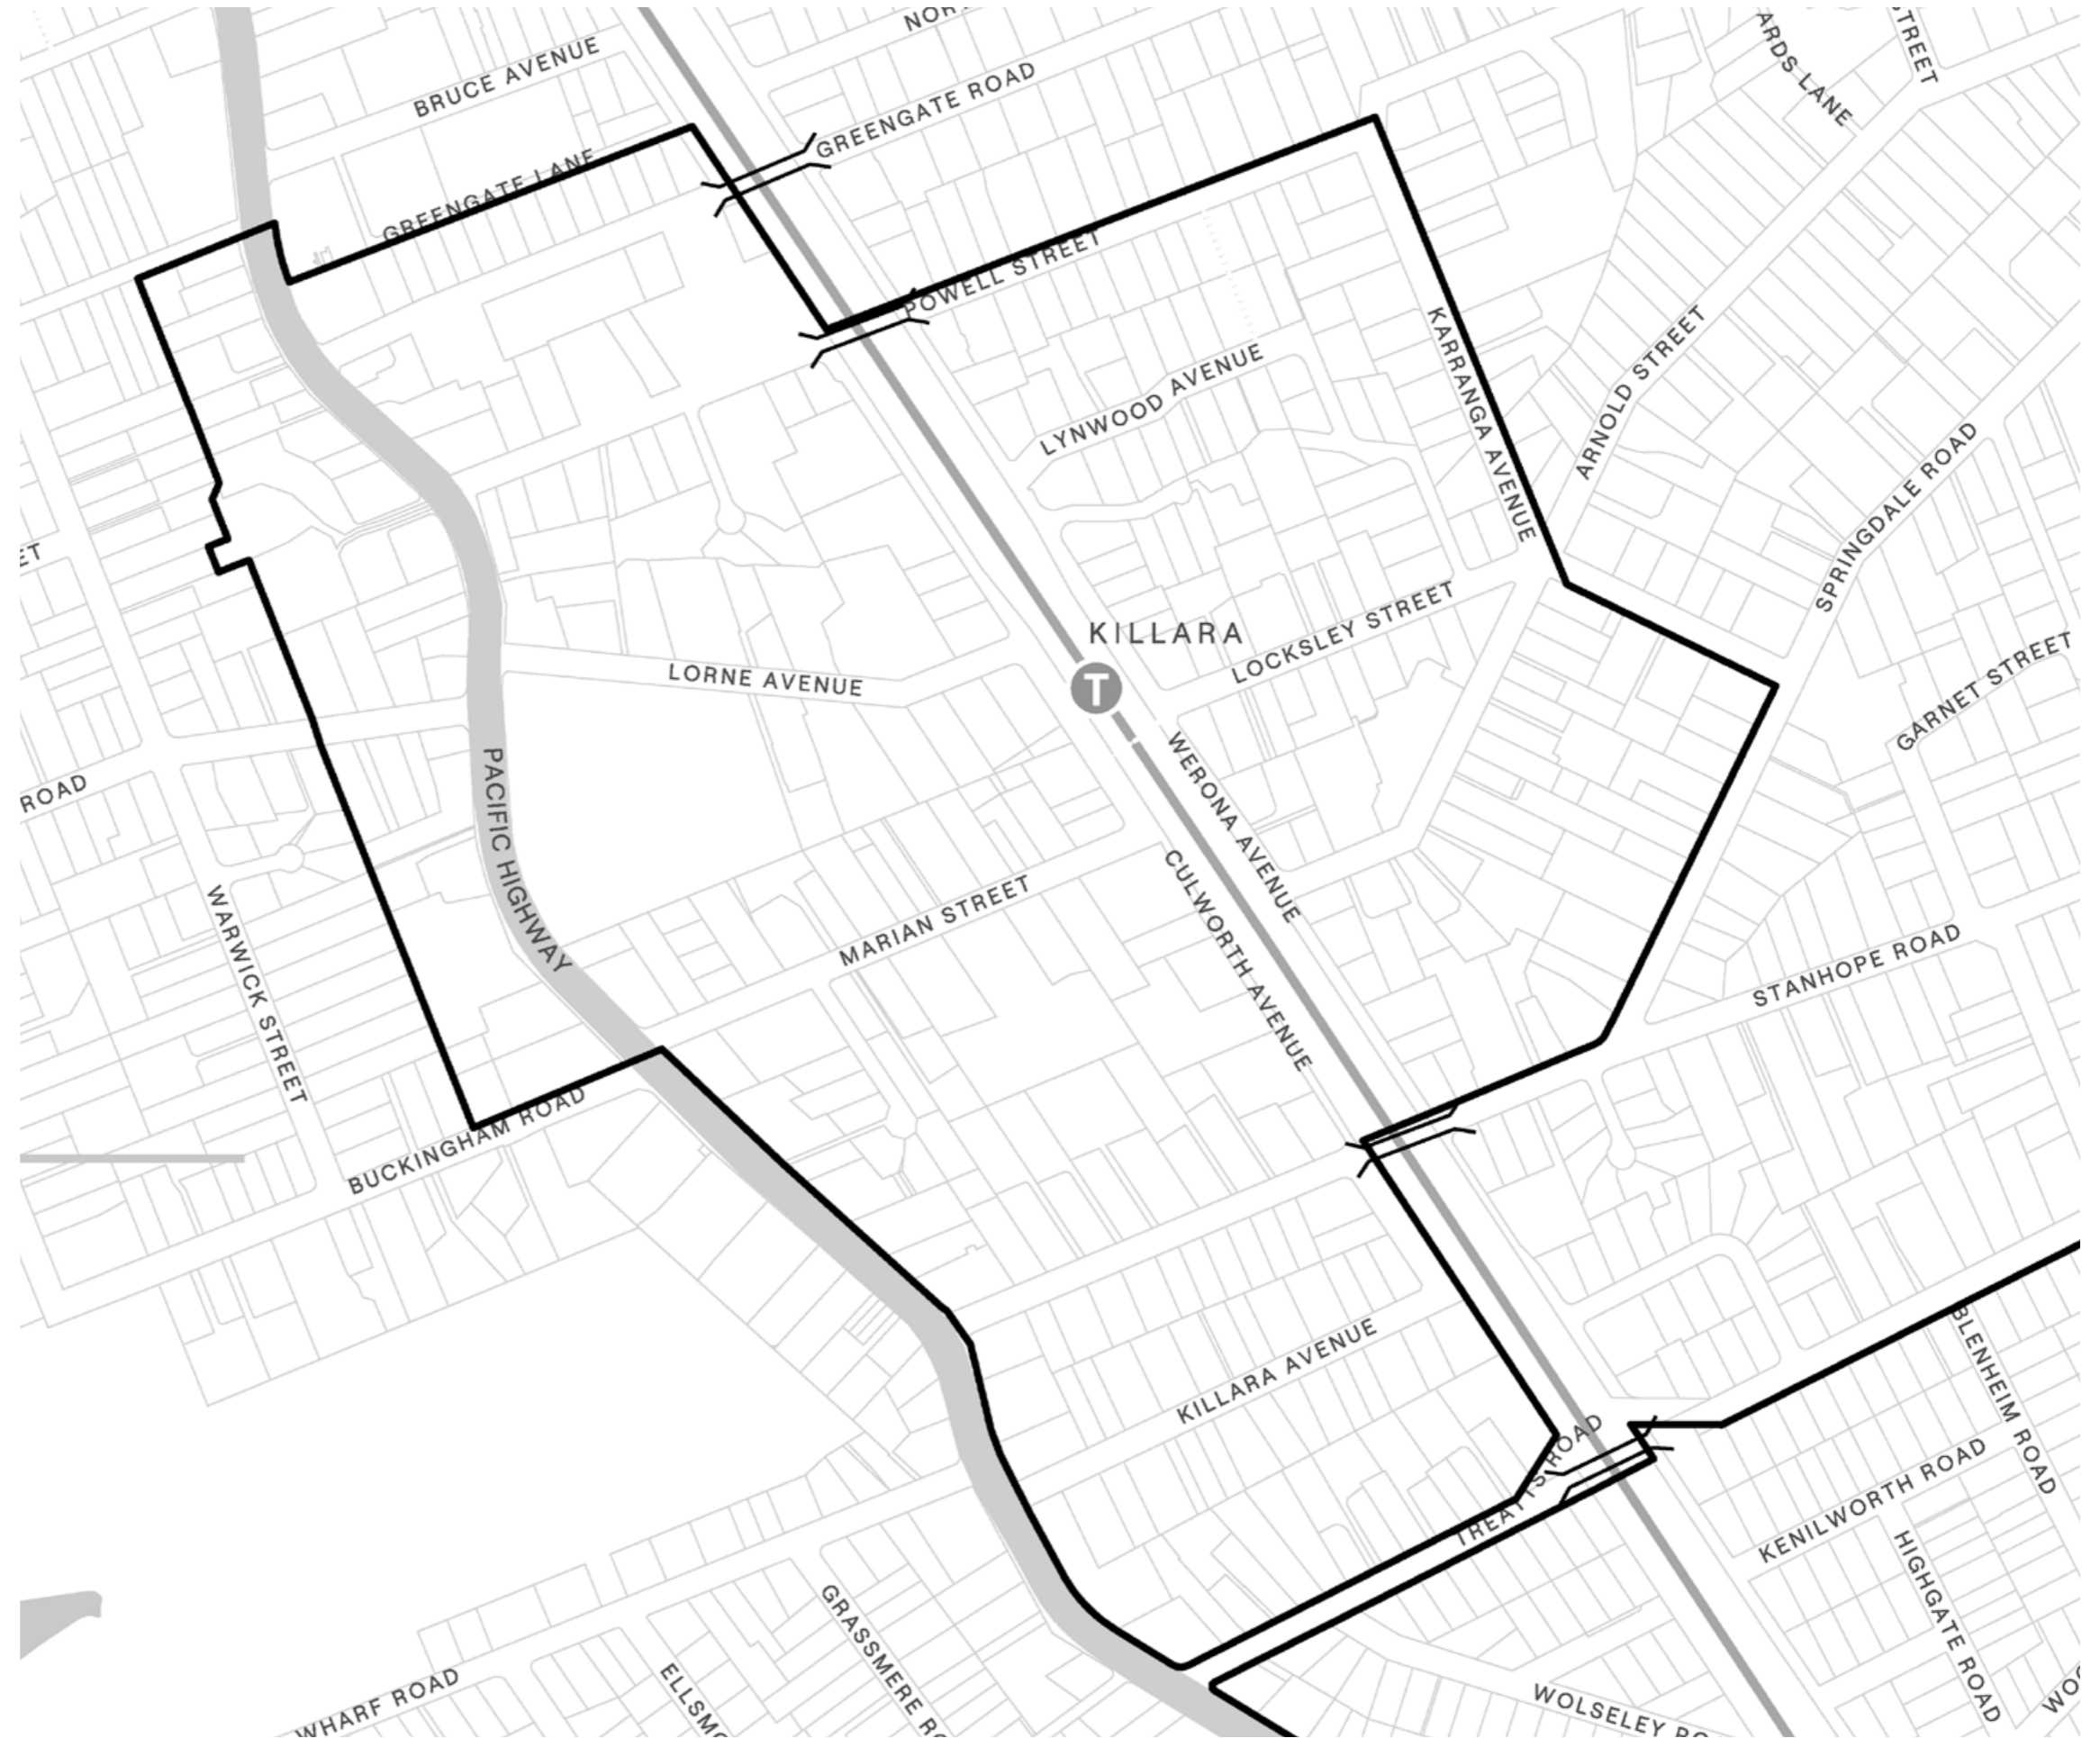 BRUCE AVENUE
GREENGATE ROAD
GREENGATE LANE
POWELL STREET
LYNWOOD AVENUE
KARRANGA AVENUE
ARNOLD STREET
SPRINGDALE ROAD
GARNET STREET
STREET
KILLARA
T
LOCKSLEY STREET
LORNE AVENUE
PACIFIC HIGHWAY
WERONA AVENUE
CULWORTH AVENUE
MARIAN STREET
STANHOPE ROAD
ROAD
WARWICK STREET
BUCKINGHAM ROAD
KILLARA AVENUE
TREATTS ROAD
BLENHEIM ROAD
KENILWORTH ROAD
HIGHGATE ROAD
GRASSMERE
WHARF ROAD
WOLSELEY